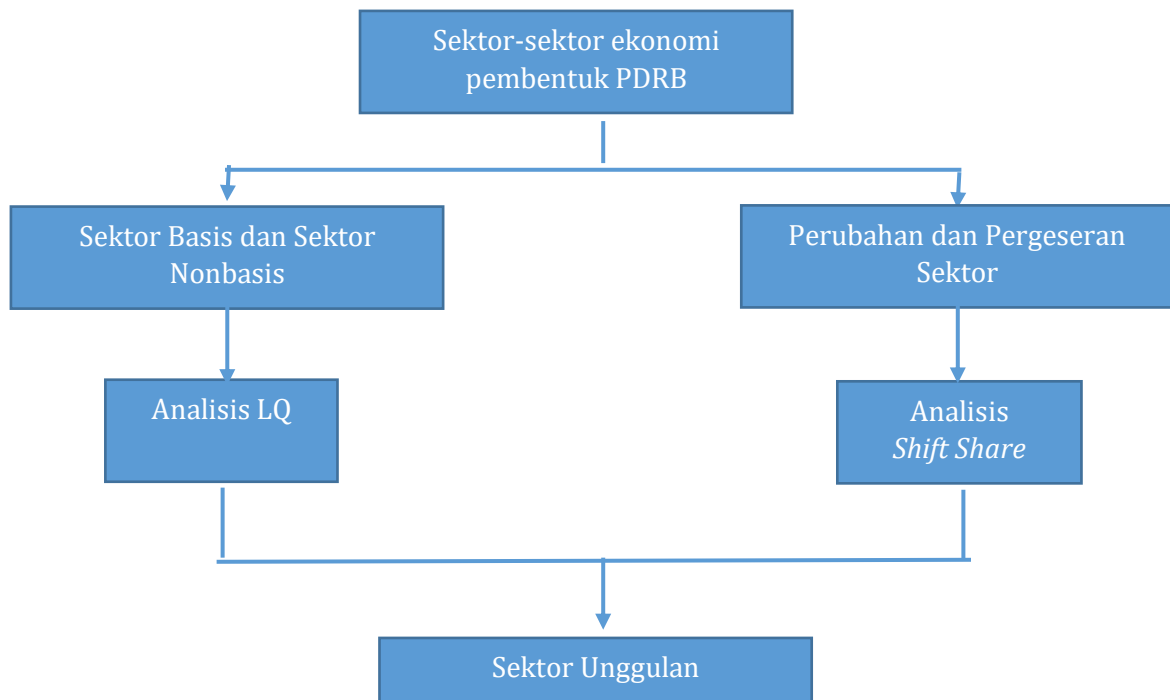 Sektor-sektor ekonomi
pembentuk PDRB
Sektor Basis dan Sektor
Nonbasis
Perubahan dan Pergeseran
Sektor
Analisis LQ
Analisis
Shift Share
Sektor Unggulan